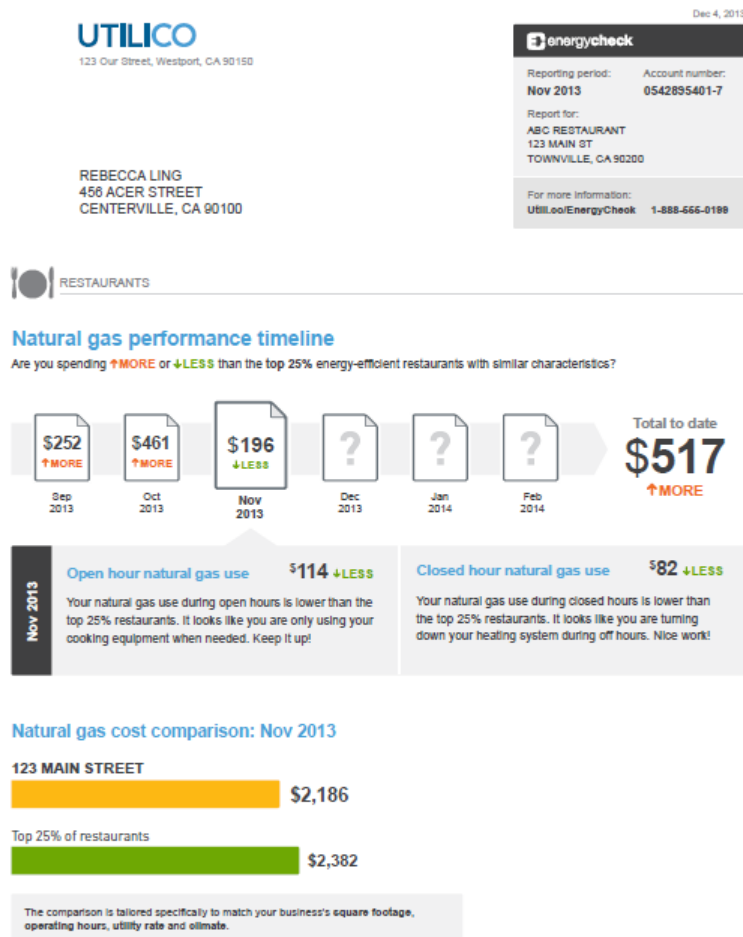 Dec 4, 2013
UTILICO
123 Our Street, Westport, CA 90150
energycheck
Reporting period: Account number:
Nov 2013 0542895401-7
Report for:
ABC RESTAURANT
123 MAIN ST
TOWNVILLE, CA 90200
REBECCA LING
456 ACER STREET
CENTERVILLE, CA 90100
For more information:
Utili.co/EnergyCheck 1-888-555-0199
RESTAURANTS
Natural gas performance timeline
Are you spending ↑MORE or ↓LESS than the top 25% energy-efficient restaurants with similar characteristics?
$252 ↑MORE
$461 ↑MORE
$196 ↓LESS
?
?
?
Sep 2013
Oct 2013
Nov 2013
Dec 2013
Jan 2014
Feb 2014
Total to date
$517
↑MORE
Nov 2013
Open hour natural gas use $114 ↓LESS
Your natural gas use during open hours is lower than the
top 25% restaurants. It looks like you are only using your
cooking equipment when needed. Keep it up!
Closed hour natural gas use $82 ↓LESS
Your natural gas use during closed hours is lower than
the top 25% restaurants. It looks like you are turning
down your heating system during off hours. Nice work!
Natural gas cost comparison: Nov 2013
123 MAIN STREET
$2,186
Top 25% of restaurants
$2,382
The comparison is tailored specifically to match your business's square footage,
operating hours, utility rate and climate.